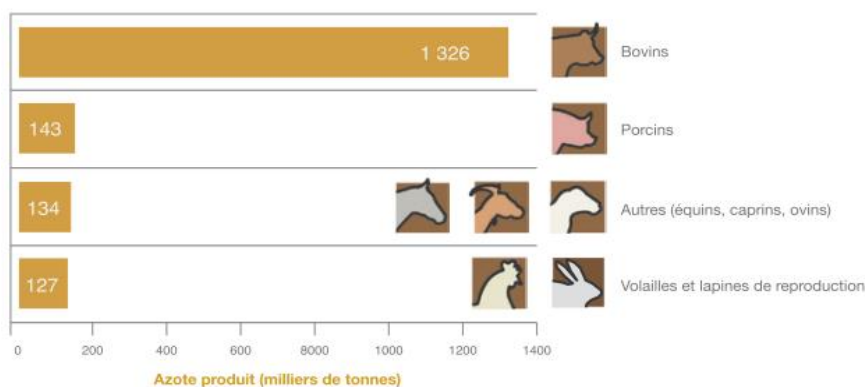 1 326
Bovins
143
Porcins
134
Autres (équins, caprins, ovins)
127
Volailles et lapines de reproduction
0 200 400 600 8000 1000 1200 1400
Azote produit (milliers de tonnes)